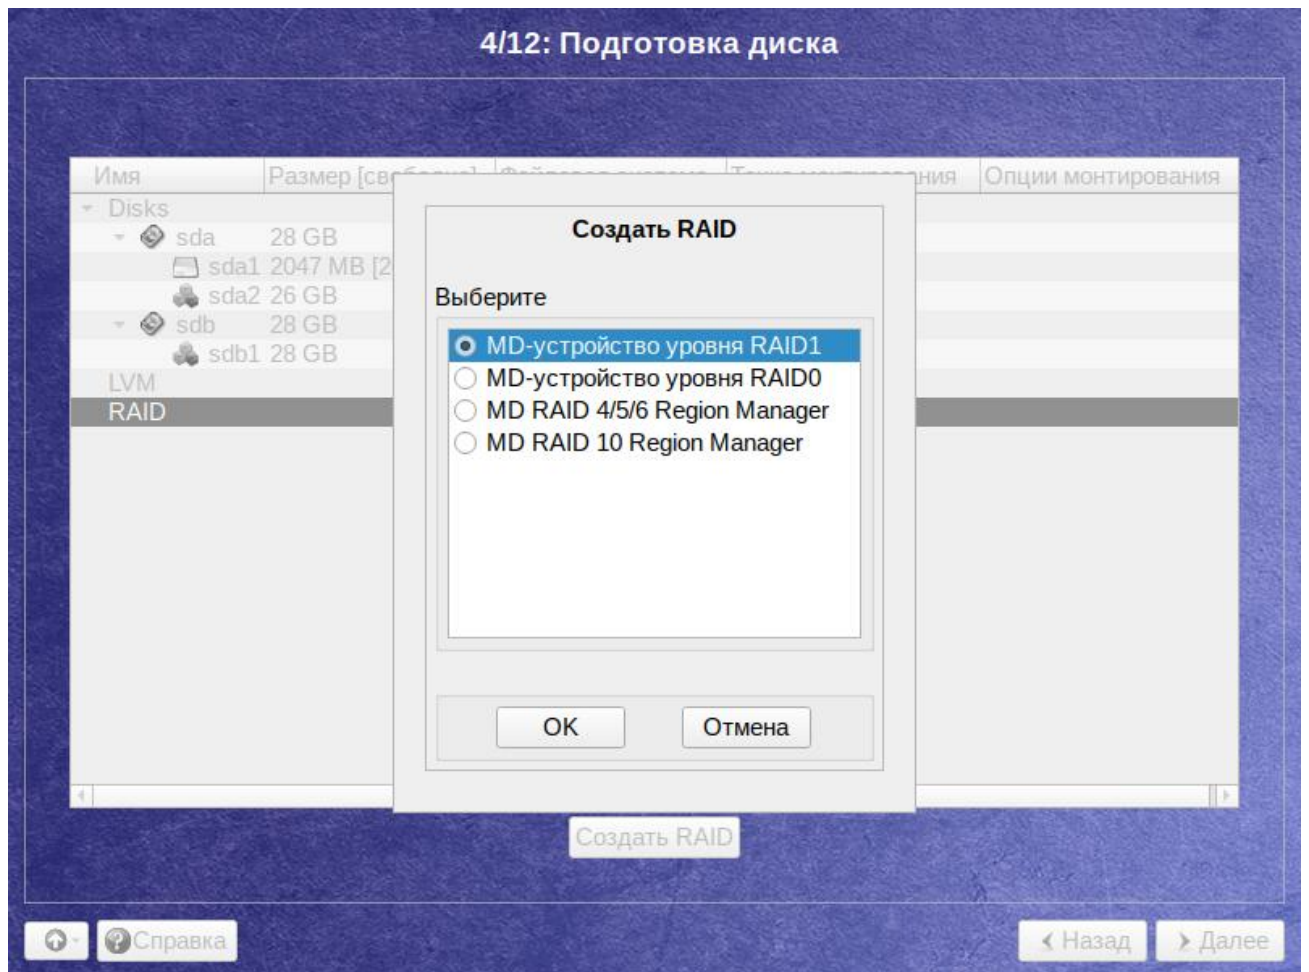 4/12: Подготовка диска
Имя Размер [сво
ния Опции монтирования
Disks
sda 28 GB
sda1 2047 MB [2
sda2 26 GB
sdb 28 GB
sdb1 28 GB
LVM
RAID
Создать RAID
Выберите
MD-устройство уровня RAID1
MD-устройство уровня RAID0
MD RAID 4/5/6 Region Manager
MD RAID 10 Region Manager
OK Отмена
Создать RAID
Справка Назад Далее